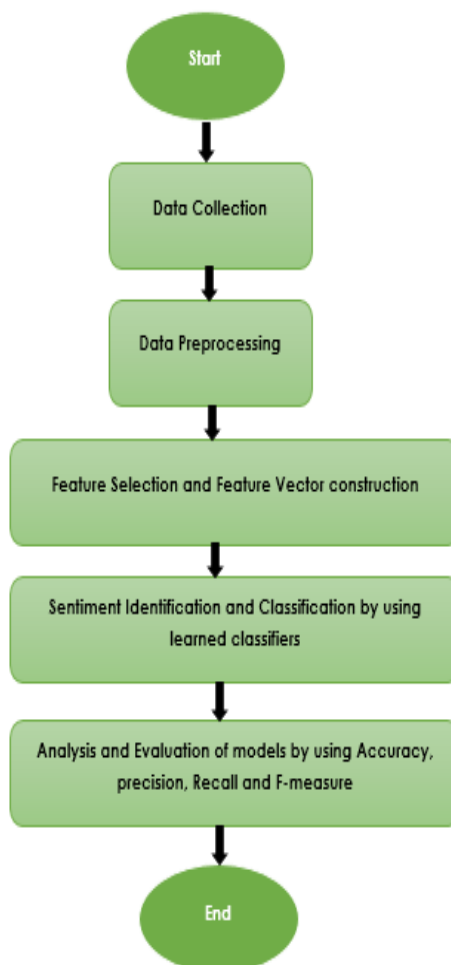 Start
Data Collection
Data Preprocessing
Feature Selection and Feature Vector construction
Sentiment Identification and Classification by using
learned classifiers
Analysis and Evaluation of models by using Accuracy,
precision, Recall and F-measure
End